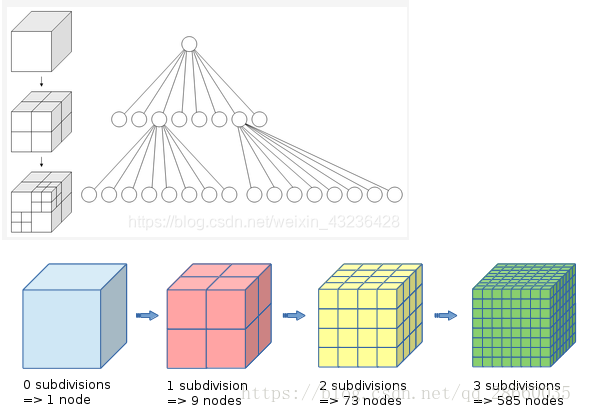 https://blog.csdn.net/weixin_43236428
0 subdivisions
=> 1 node
1 subdivision
=> 9 nodes
2 subdivisions
=> 73 nodes
3 subdivisions
=> 585 nodes